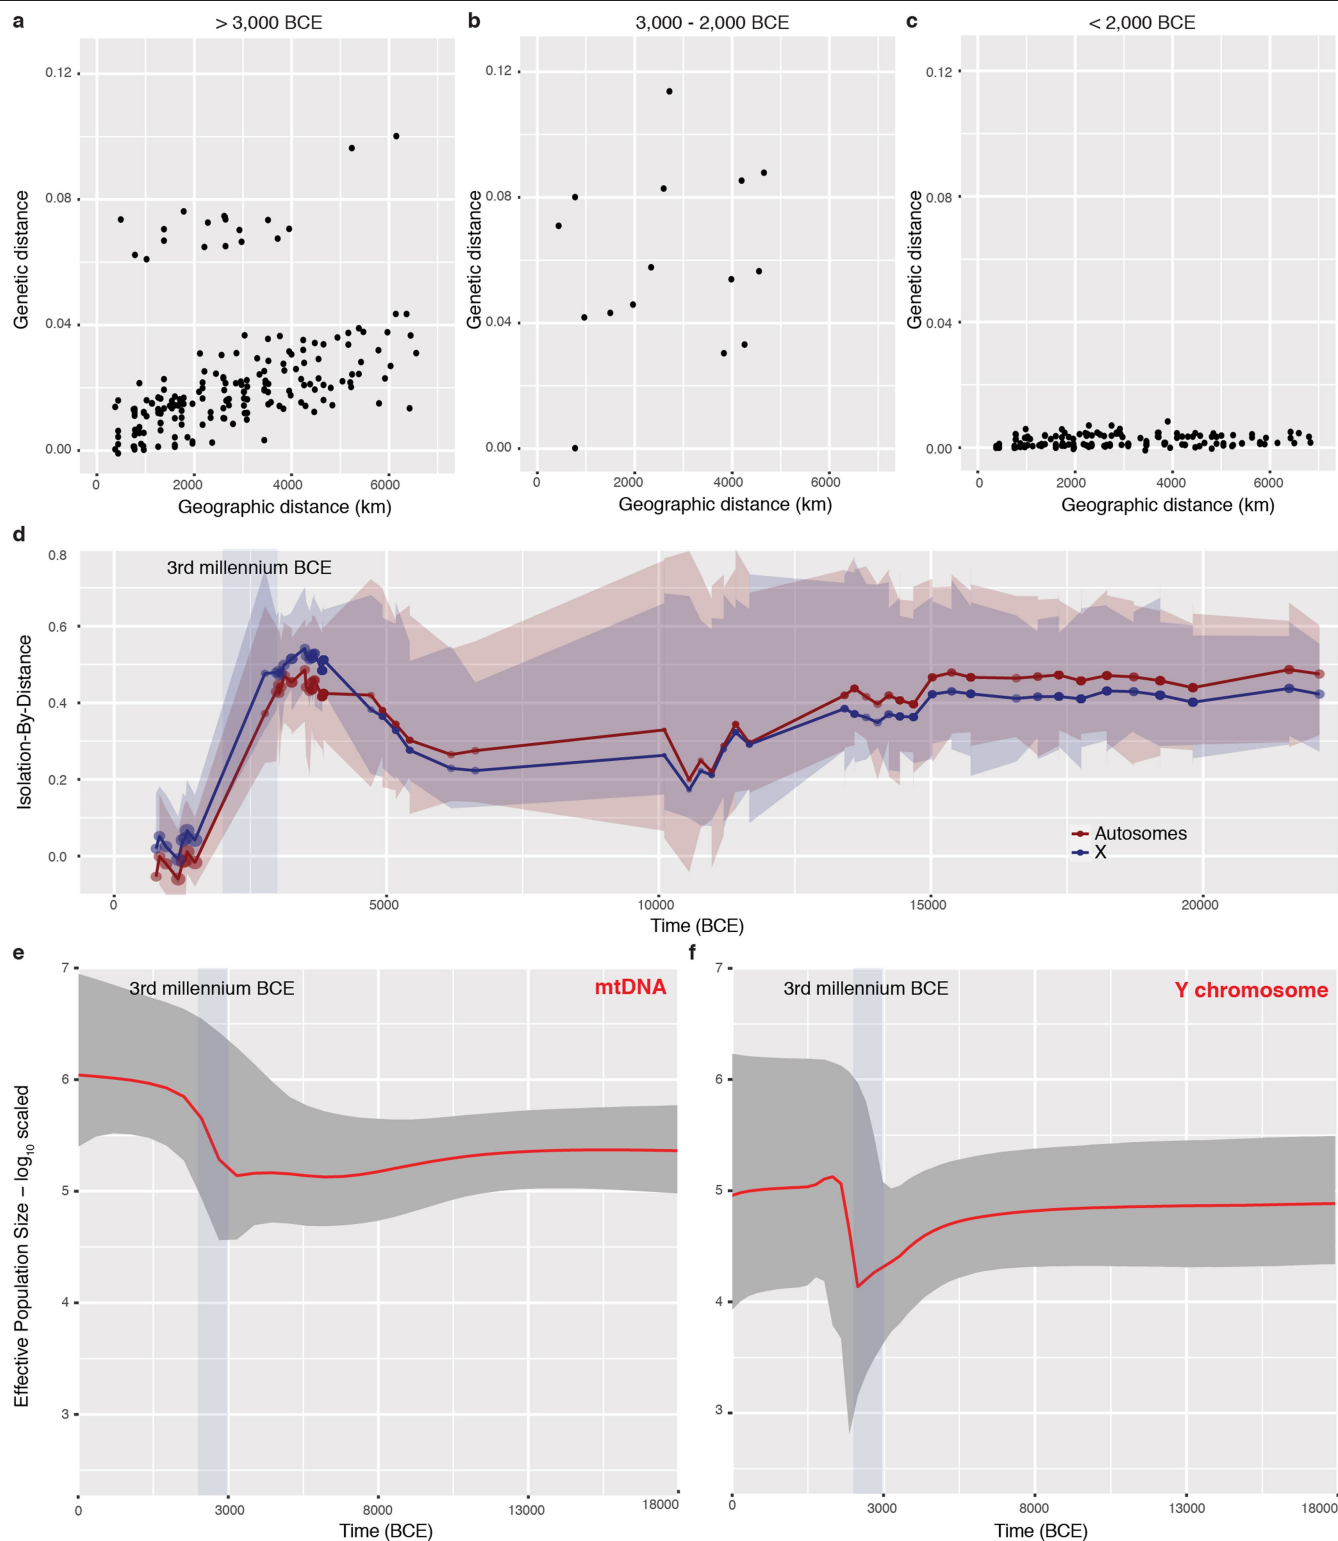 a
> 3,000 BCE
b
3,000 - 2,000 BCE
c
< 2,000 BCE
0.12
0.08
0.04
0.00
Genetic distance
0
2000
4000
6000
Geographic distance (km)
0.12
0.08
0.04
0.00
Genetic distance
0
2000
4000
6000
Geographic distance (km)
0.12
0.08
0.04
0.00
Genetic distance
0
2000
4000
6000
Geographic distance (km)
d
3rd millennium BCE
0.8
0.6
0.4
0.2
0.0
Isolation-By-Distance
Autosomes
X
0
5000
10000
15000
20000
Time (BCE)
e
3rd millennium BCE
mtDNA
7
6
5
4
3
Effective Population Size – log10 scaled
0
3000
8000
13000
18000
Time (BCE)
f
3rd millennium BCE
Y chromosome
7
6
5
4
3
0
3000
8000
13000
18000
Time (BCE)